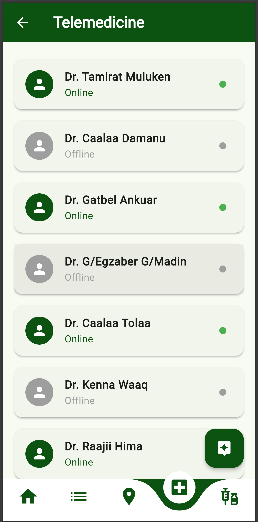 Telemedicine
Dr. Tamirat Muluken
Online
Dr. Caalaa Damanu
Offline
Dr. Gatbel Ankuar
Online
Dr. G/Egzaber G/Madin
Offline
Dr. Caalaa Tolaa
Online
Dr. Kenna Waaq
Offline
Dr. Raajii Hima
Online